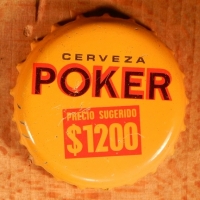 CERVEZA
POKER
PRECIO SUGERIDO
$1200